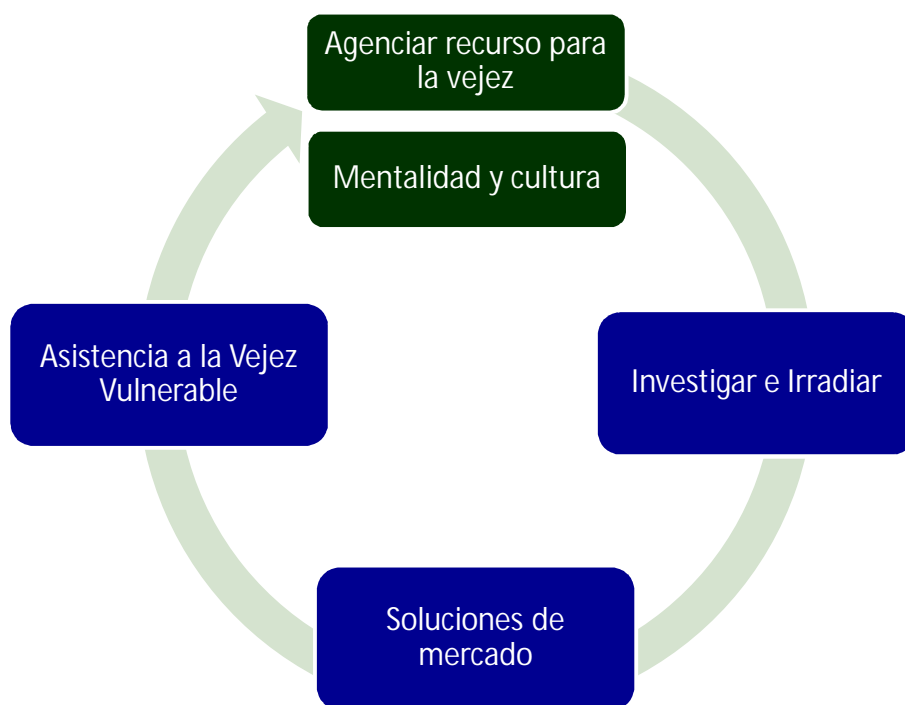 Agenciar recurso para
la vejez
Mentalidad y cultura
Asistencia a la Vejez
Vulnerable
Investigar e Irradiar
Soluciones de
mercado